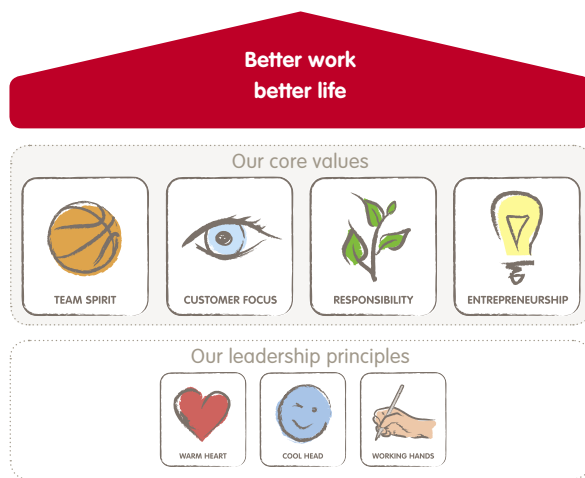 Better work
better life
Our core values
TEAM SPIRIT
CUSTOMER FOCUS
RESPONSIBILITY
ENTREPRENEURSHIP
Our leadership principles
WARM HEART
COOL HEAD
WORKING HANDS